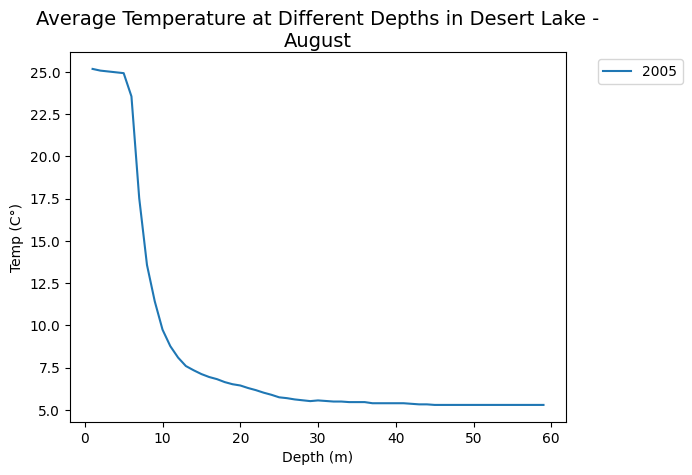 Average Temperature at Different Depths in Desert Lake -
August
2005
25.0
22.5
20.0
17.5
15.0
12.5
10.0
7.5
5.0
Temp (C°)
0 10 20 30 40 50 60
Depth (m)